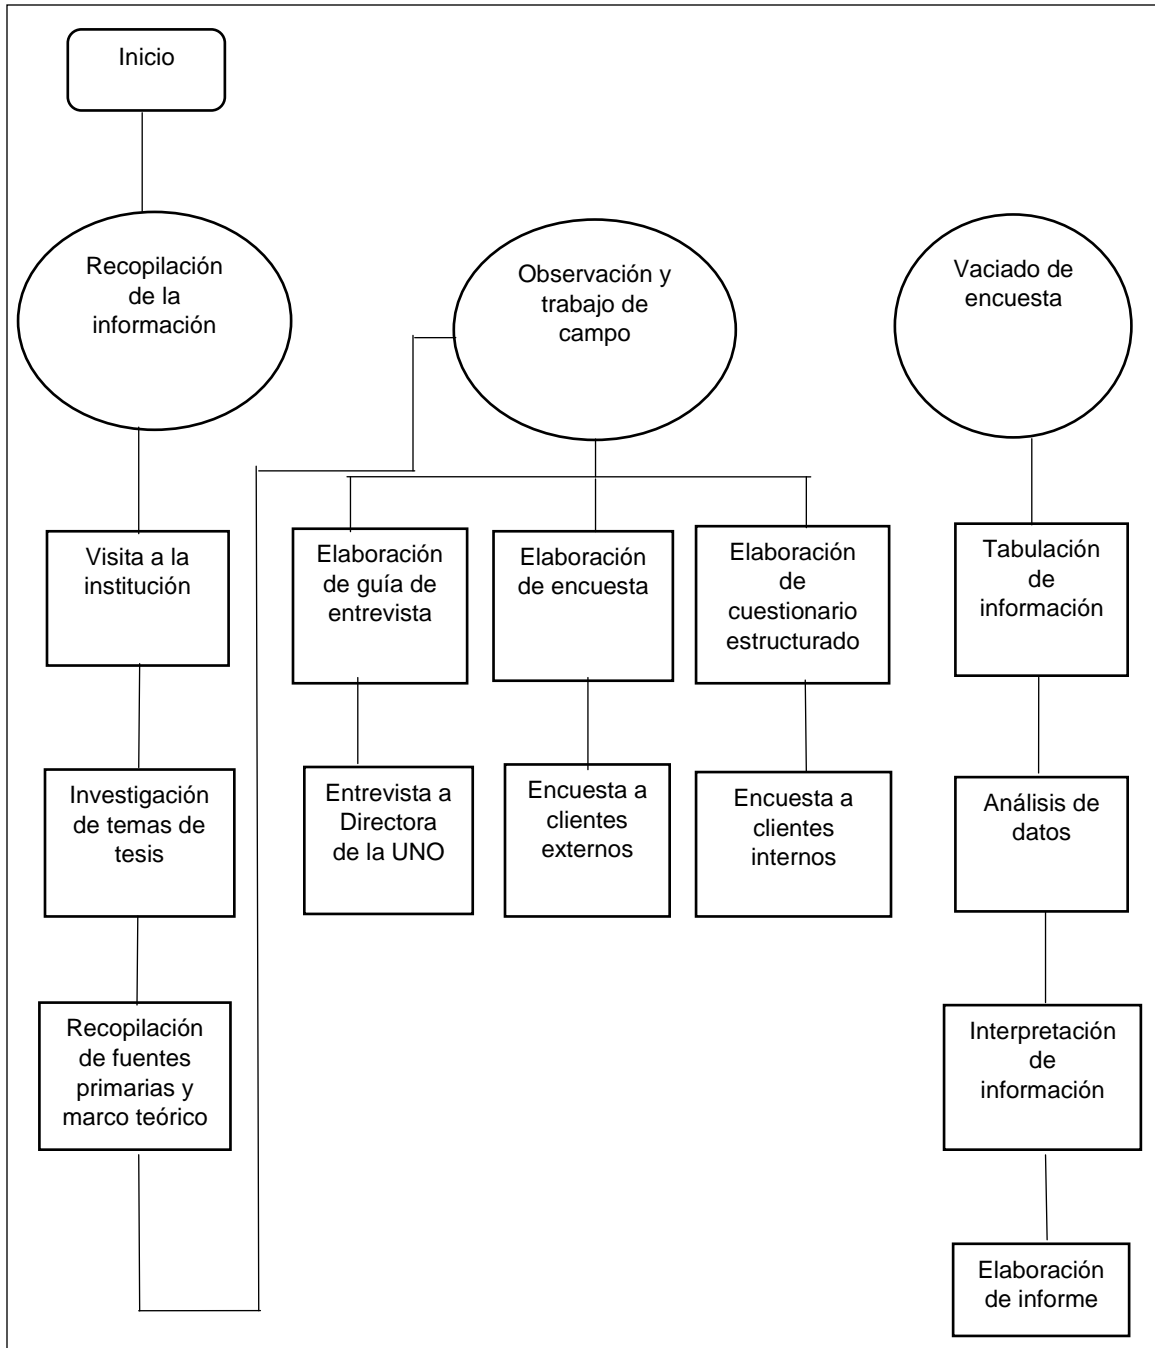 Inicio
Recopilación
de la
información
Visita a la
institución
Investigación
de temas de
tesis
Recopilación
de fuentes
primarias y
marco teórico
Observación y
trabajo de
campo
Elaboración
de guía de
entrevista
Entrevista a
Directora
de la UNO
Elaboración
de encuesta
Encuesta a
clientes
externos
Elaboración
de
cuestionario
estructurado
Encuesta a
clientes
internos
Vaciado de
encuesta
Tabulación
de
información
Análisis de
datos
Interpretación
de
información
Elaboración
de informe